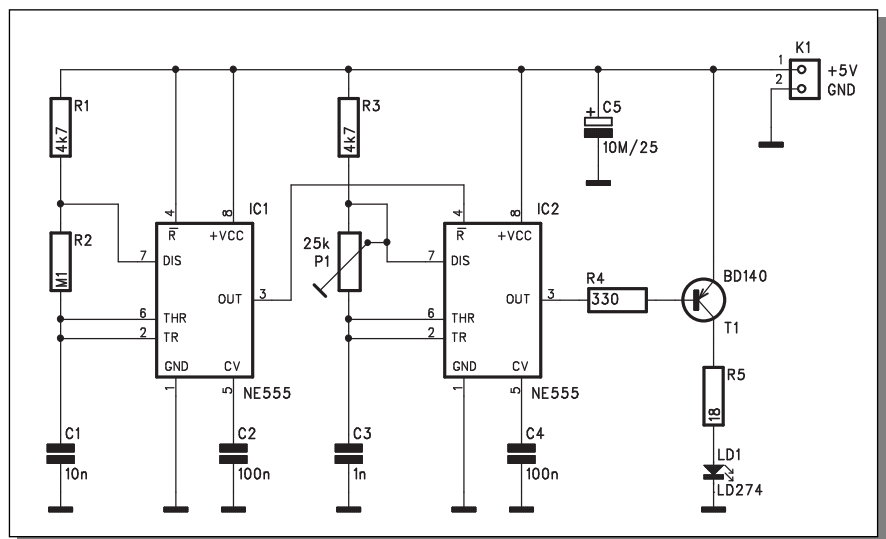 K1
1
+5V
2
GND
R1
4k7
R3
4k7
+
C5
10M/25
4
8
IC1
4
8
IC2
R
+VCC
R
+VCC
R2
M1
7
DIS
25k
P1
7
DIS
OUT
3
OUT
3
R4
330
BD140
T1
6
THR
2
TR
6
THR
2
TR
GND
CV
GND
CV
1
5
NE555
1
5
NE555
R5
18
C1
10n
C2
100n
C3
1n
C4
100n
LD1
LD274